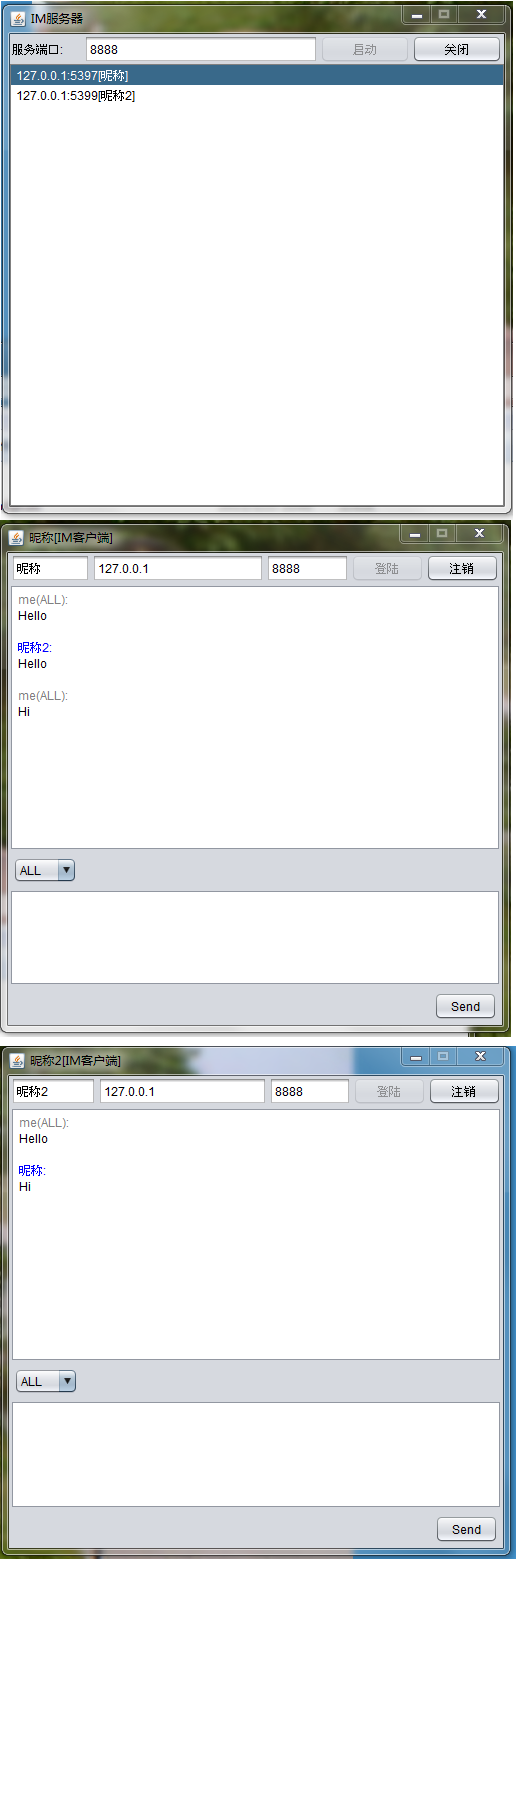 IM服务器
服务端口: 8888 启动 关闭
127.0.0.1:5397[昵称]
127.0.0.1:5399[昵称2]
昵称[IM客户端]
昵称 127.0.0.1 8888 登陆 注销
me(ALL):
Hello
昵称2:
Hello
me(ALL):
Hi
ALL
Send
昵称2[IM客户端]
昵称2 127.0.0.1 8888 登陆 注销
me(ALL):
Hello
昵称:
Hi
ALL
Send